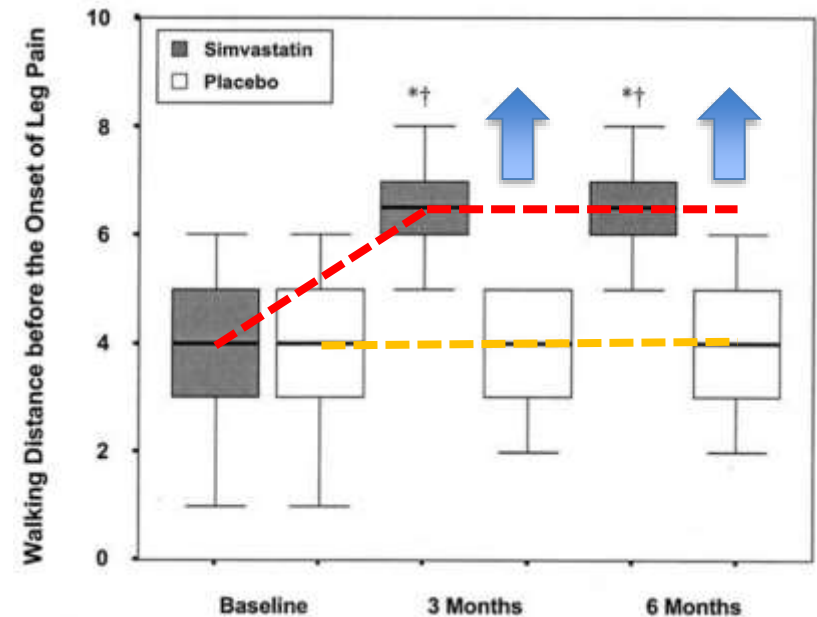 Walking Distance before the Onset of Leg Pain
10
8
6
4
2
0
Simvastatin
Placebo
*†
*†
Baseline
3 Months
6 Months